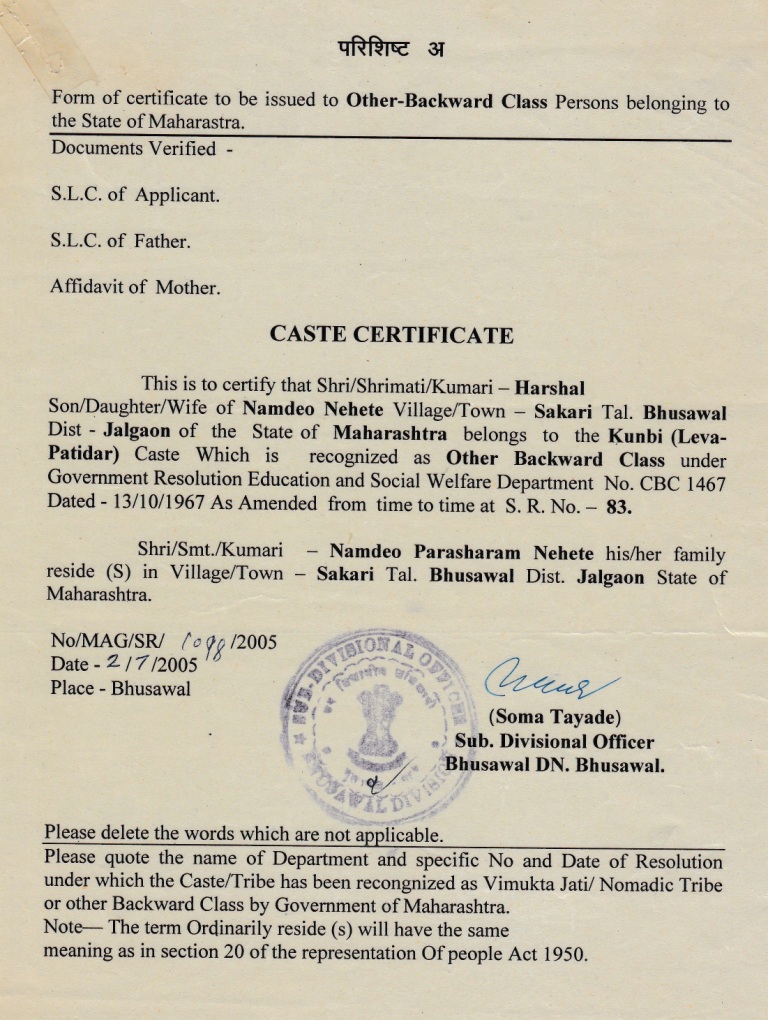 परिशिष्ट अ
Form of certificate to be issued to Other-Backward Class Persons belonging to
the State of Maharastra.
Documents Verified -
S.L.C. of Applicant.
S.L.C. of Father.
Affidavit of Mother.
CASTE CERTIFICATE
This is to certify that Shri/Shrimati/Kumari – Harshal
Son/Daughter/Wife of Namdeo Nehete Village/Town – Sakari Tal. Bhusawal
Dist - Jalgaon of the State of Maharashtra belongs to the Kunbi (Leva-
Patidar) Caste Which is recognized as Other Backward Class under
Government Resolution Education and Social Welfare Department No. CBC 1467
Dated - 13/10/1967 As Amended from time to time at S. R. No. – 83.
Shri/Smt./Kumari – Namdeo Parasharam Nehete his/her family
reside (S) in Village/Town – Sakari Tal. Bhusawal Dist. Jalgaon State of
Maharashtra.
No/MAG/SR/ 1098/2005
Date - 2/7/2005
Place - Bhusawal
SUB-DIVISIONAL OFFICER
BHUSAWAL DIVISION
(Soma Tayade)
Sub. Divisional Officer
Bhusawal DN. Bhusawal.
Please delete the words which are not applicable.
Please quote the name of Department and specific No and Date of Resolution
under which the Caste/Tribe has been recongnized as Vimukta Jati/ Nomadic Tribe
or other Backward Class by Government of Maharashtra.
Note— The term Ordinarily reside (s) will have the same
meaning as in section 20 of the representation Of people Act 1950.